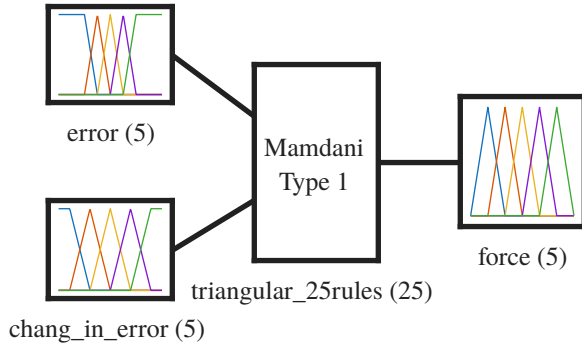 error (5)
Mamdani
Type 1
force (5)
triangular_25rules (25)
chang_in_error (5)